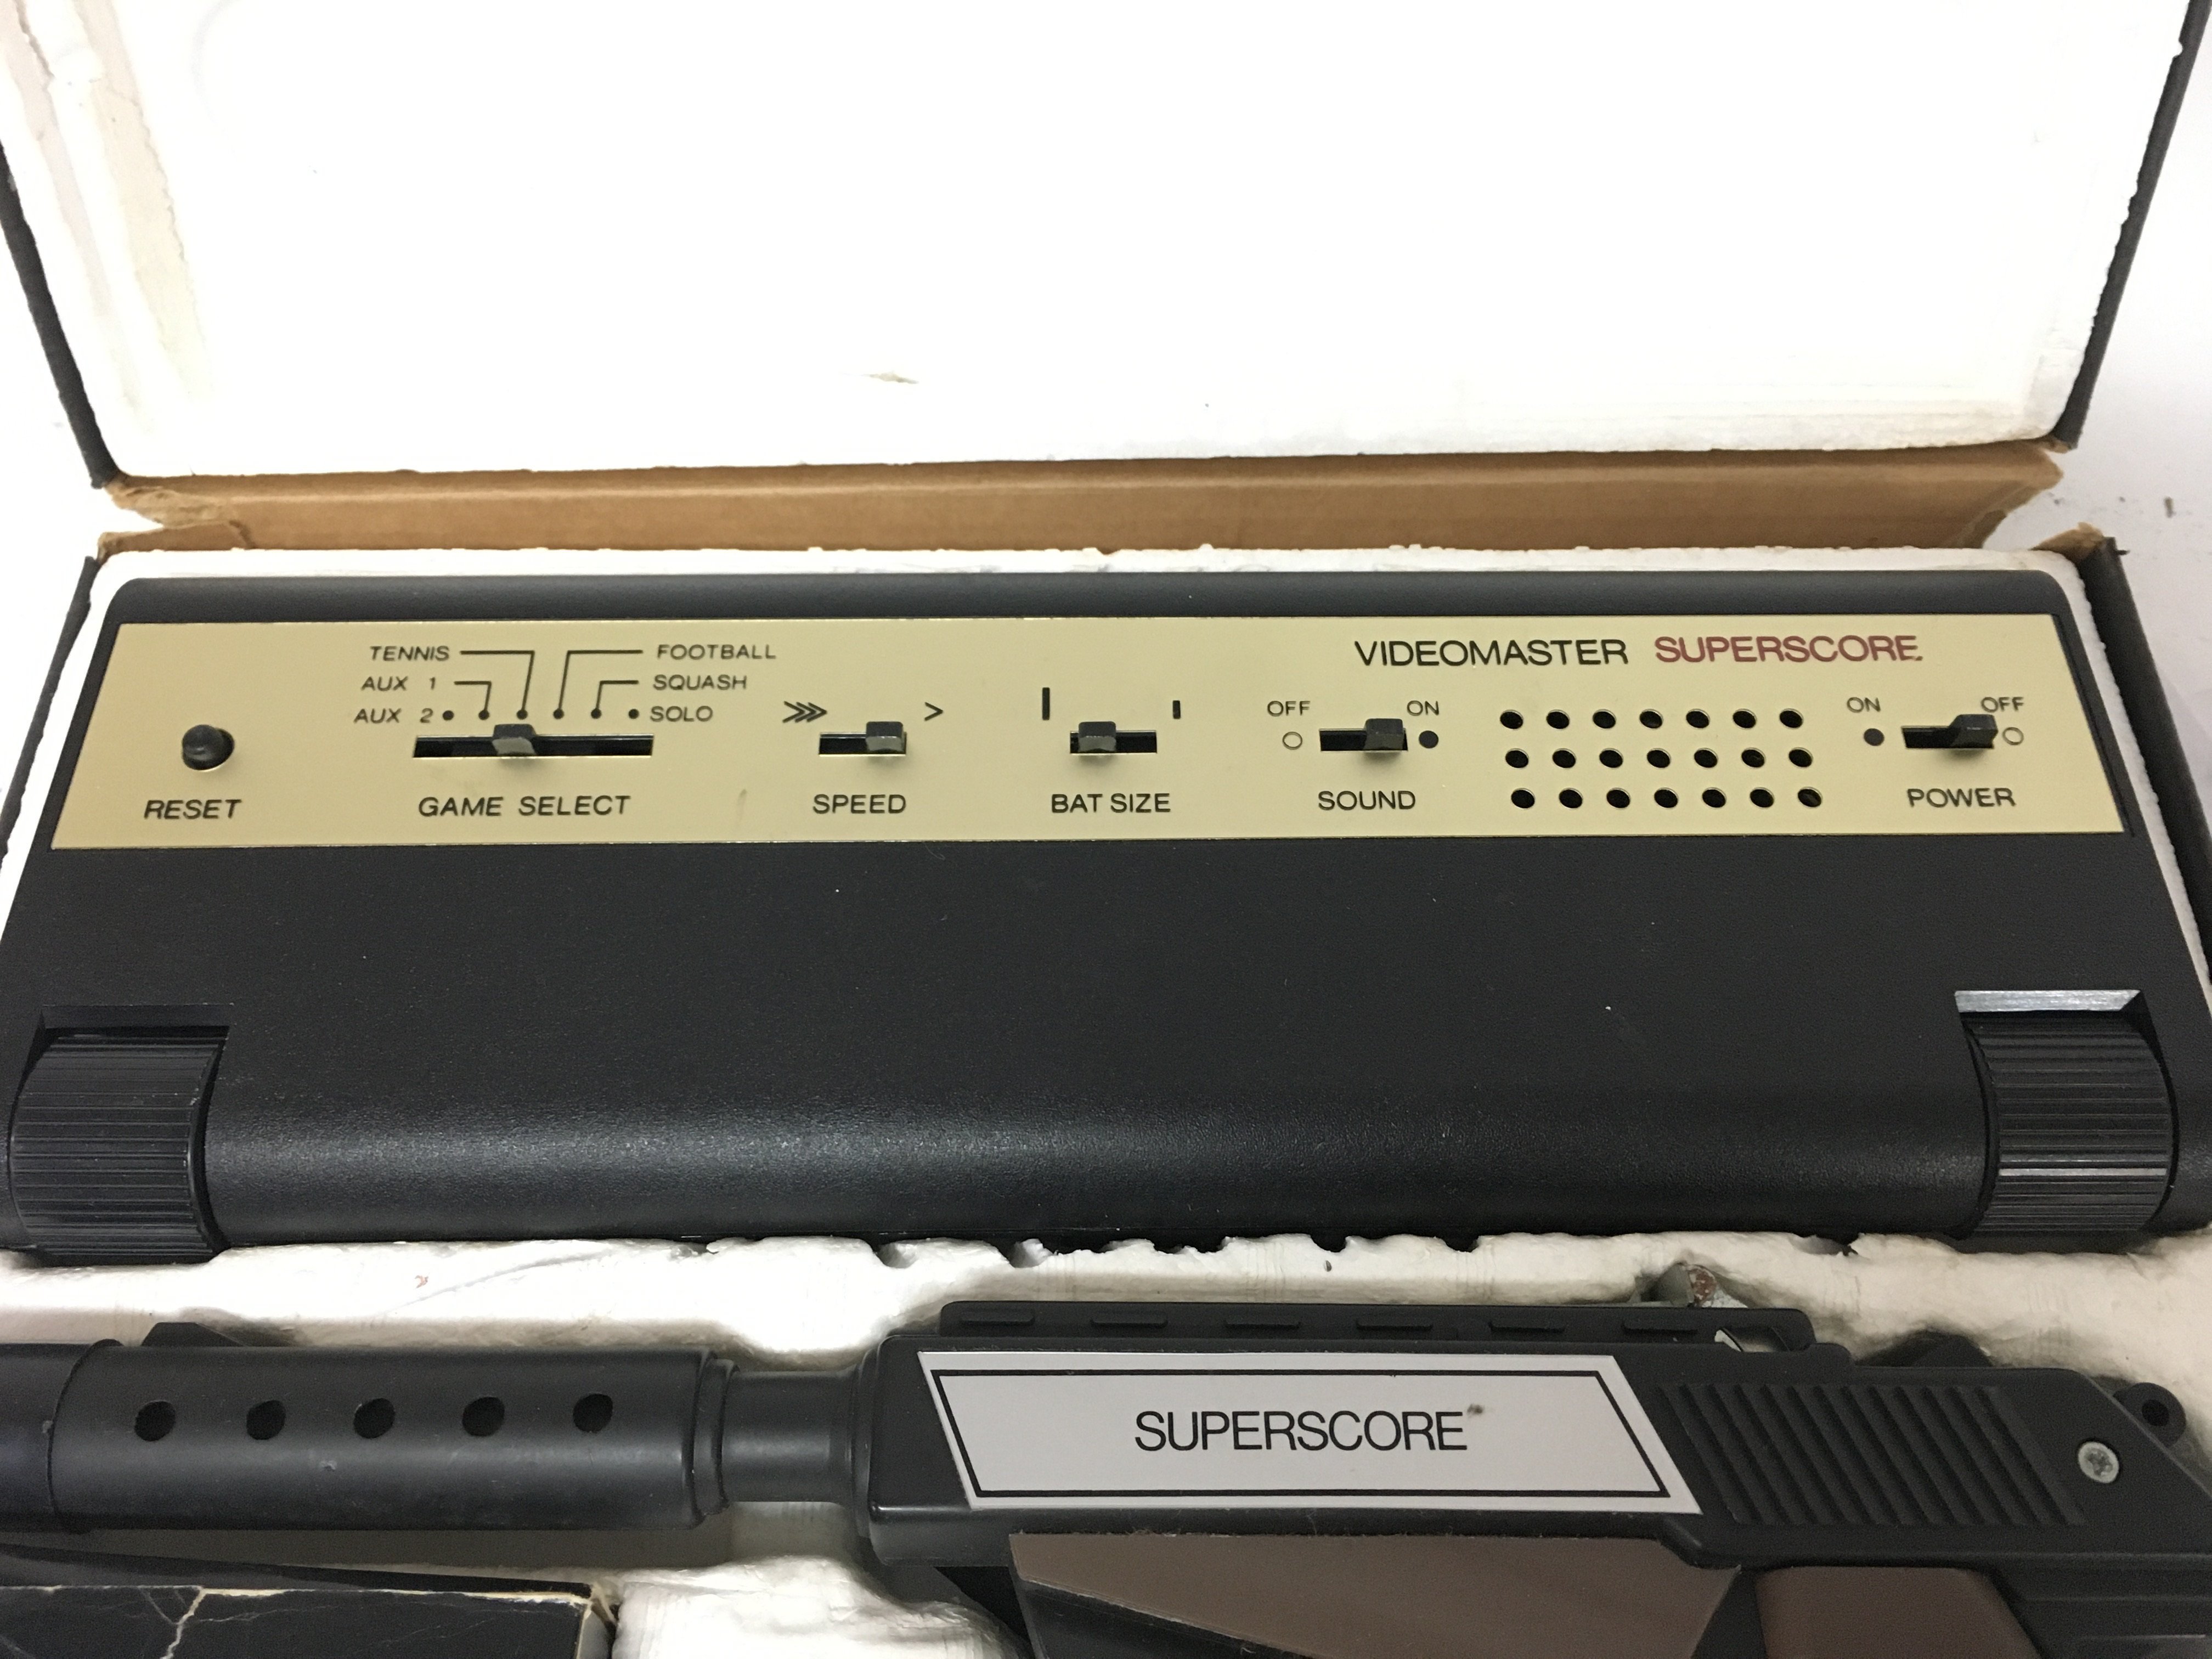 VIDEOMASTER SUPERSCORE
TENNIS FOOTBALL
AUX 1 SQUASH
AUX 2 SOLO
>>> >
OFF ON
ON OFF
RESET GAME SELECT SPEED BAT SIZE SOUND POWER
SUPERSCORE